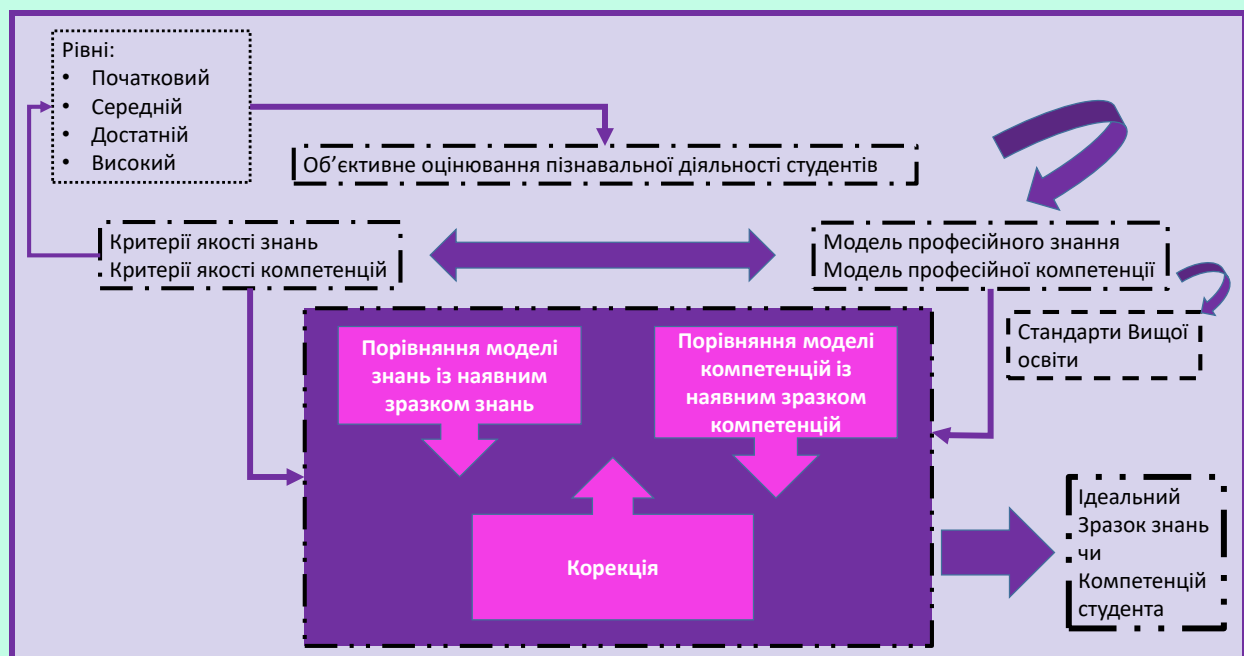 Рівні:
• Початковий
• Середній
• Достатній
• Високий
Об’єктивне оцінювання пізнавальної діяльності студентів
Критерії якості знань
Критерії якості компетенцій
Модель професійного знання
Модель професійної компетенції
Стандарти Вищої
освіти
Порівняння моделі
знань із наявним
зразком знань
Порівняння моделі
компетенцій із
наявним зразком
компетенцій
Корекція
Ідеальний
Зразок знань
чи
Компетенцій
студента